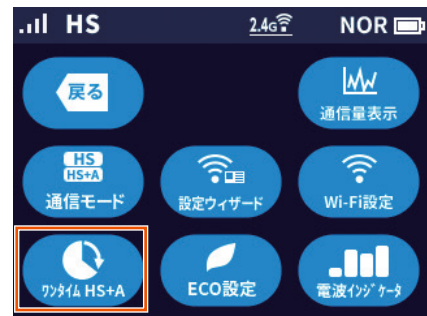 HS 2.4G NOR
戻る
通信量表示
HS
HS+A
通信モード
設定ウィザード
Wi-Fi設定
ワンタイム HS+A
ECO設定
電波インジケータ